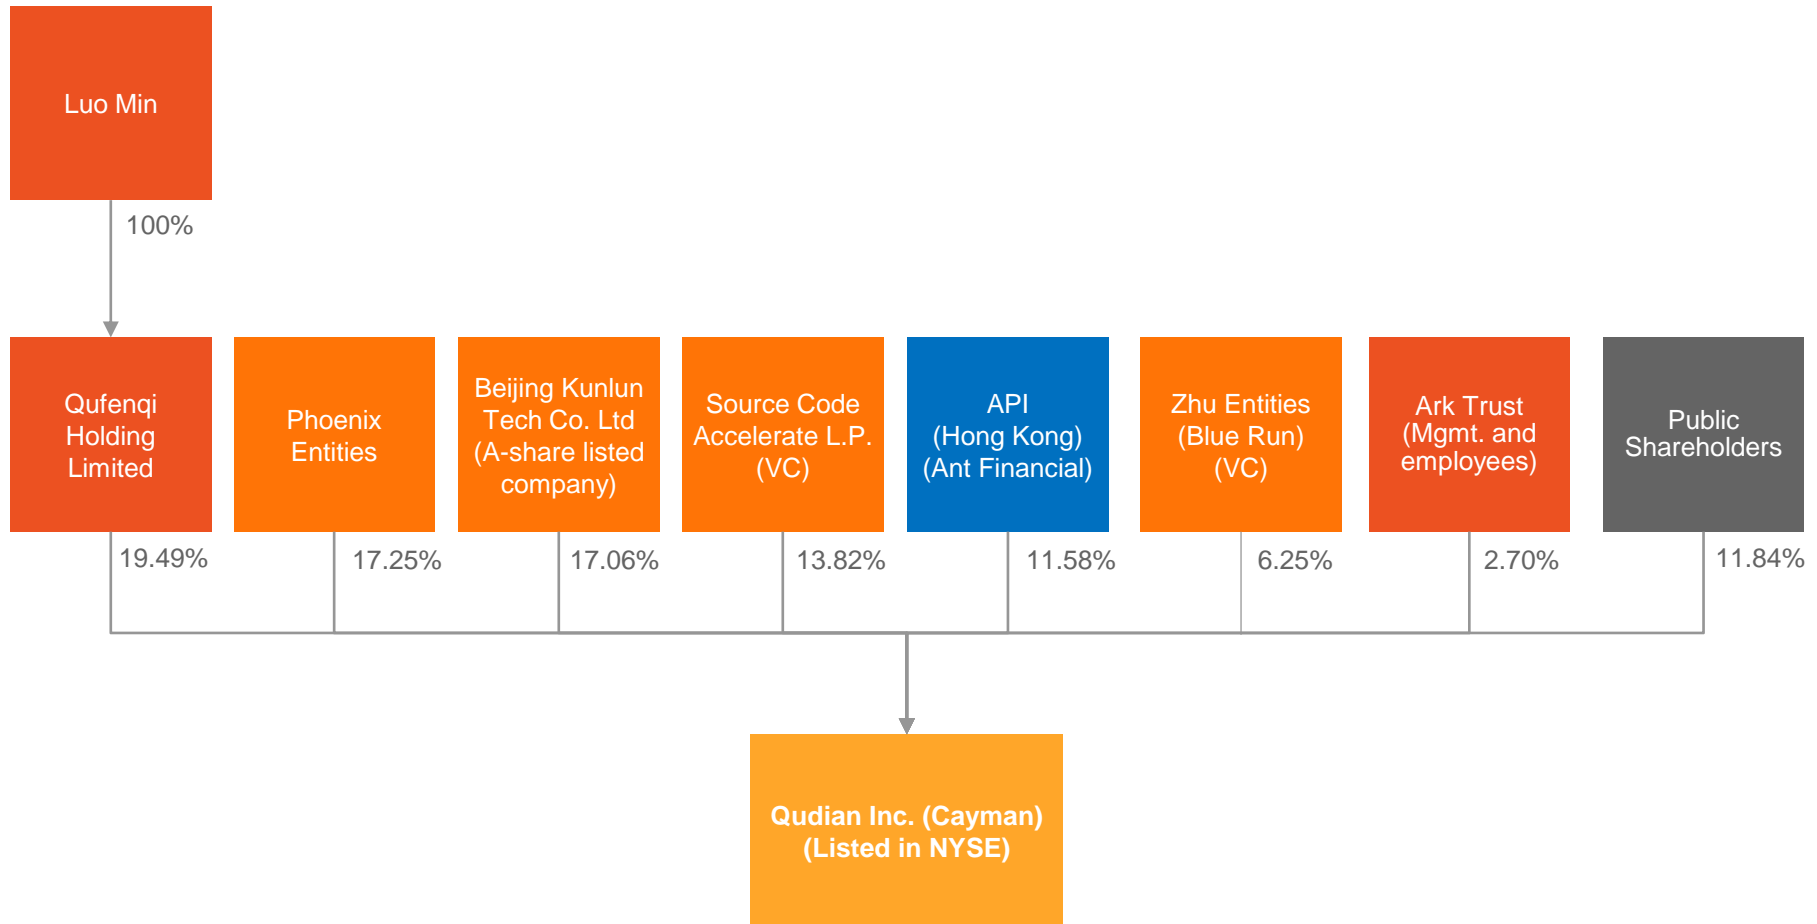 Luo Min
100%
Qufenqi
Holding
Limited
Phoenix
Entities
Beijing Kunlun
Tech Co. Ltd
(A-share listed
company)
Source Code
Accelerate L.P.
(VC)
API
(Hong Kong)
(Ant Financial)
Zhu Entities
(Blue Run)
(VC)
Ark Trust
(Mgmt. and
employees)
Public
Shareholders
19.49%
17.25%
17.06%
13.82%
11.58%
6.25%
2.70%
11.84%
Qudian Inc. (Cayman)
(Listed in NYSE)